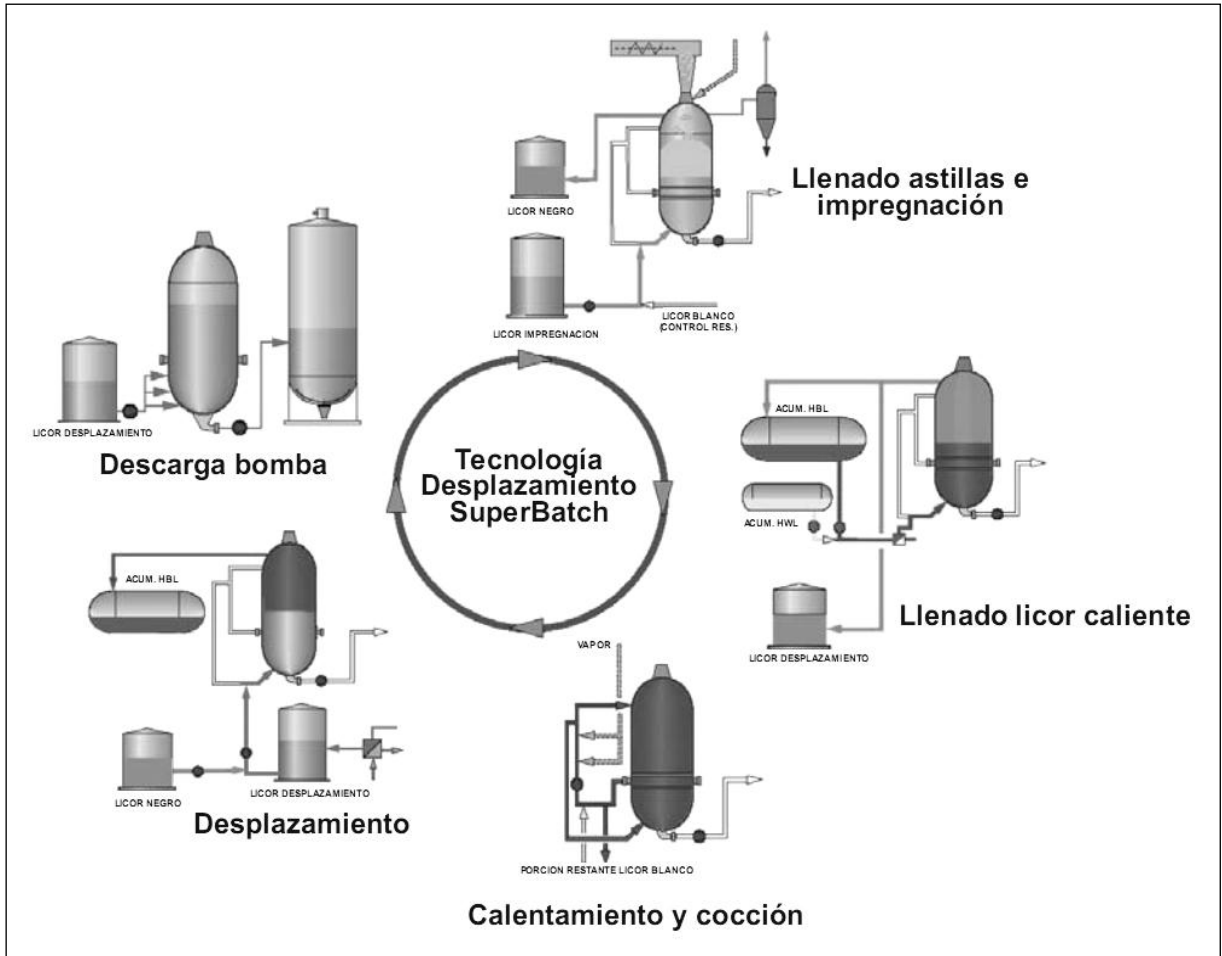 LICOR NEGRO
LICOR IMPREGNACION
LICOR BLANCO
(CONTROL RES.)
Llenado astillas e
impregnación
ACUM. HBL
ACUM. HWL
LICOR DESPLAZAMIENTO
Llenado licor caliente
VAPOR
PORCION RESTANTE LICOR BLANCO
Calentamiento y cocción
ACUM. HBL
LICOR NEGRO
LICOR DESPLAZAMIENTO
Desplazamiento
LICOR DESPLAZAMIENTO
Descarga bomba
Tecnología
Desplazamiento
SuperBatch